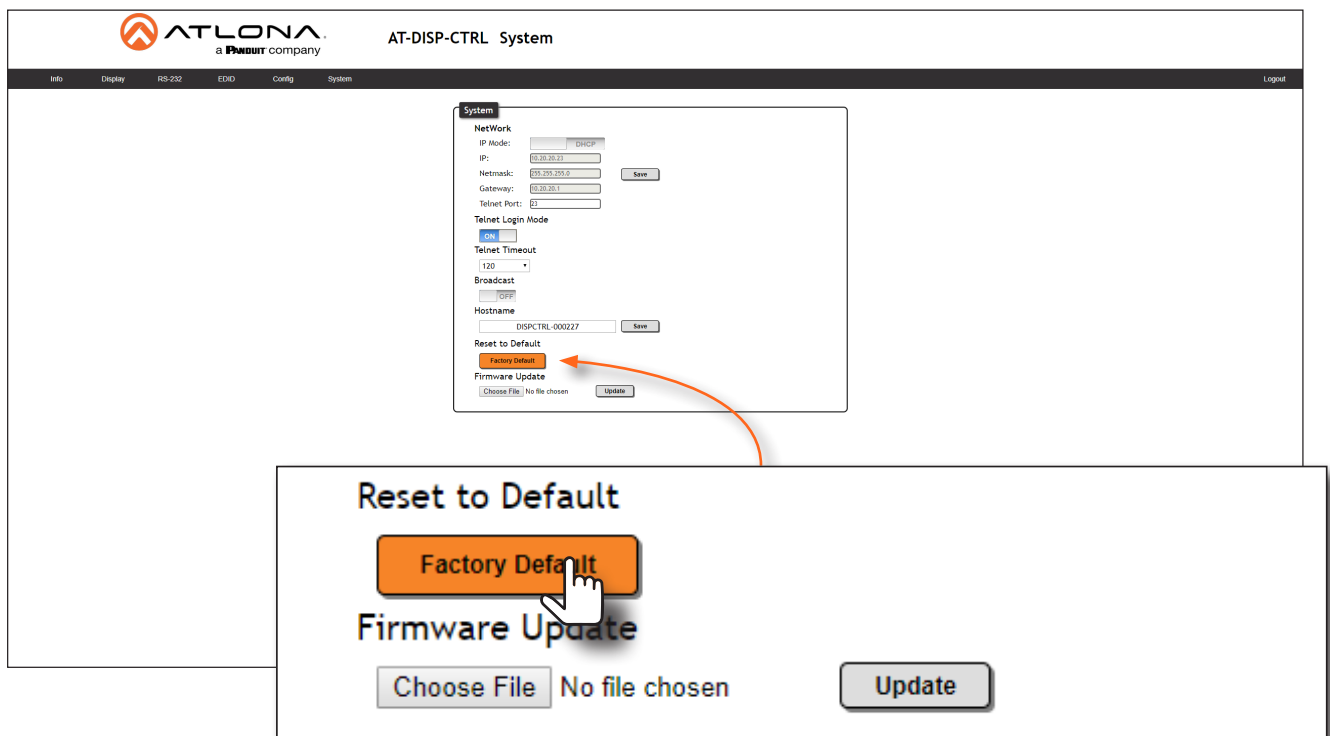 ATLONA.
a PANDUIT company
AT-DISP-CTRL System
Info Display RS-232 EDID Config System Logout
System
NetWork
IP Mode: DHCP
IP: 10.20.20.23
Netmask: 255.255.255.0 Save
Gateway: 10.20.20.1
Telnet Port: 23
Telnet Login Mode
ON
Telnet Timeout
120
Broadcast
OFF
Hostname
DISPCTRL-000227 Save
Reset to Default
Factory Default
Firmware Update
Choose File No file chosen Update
Reset to Default
Factory Default
Firmware Update
Choose File No file chosen Update